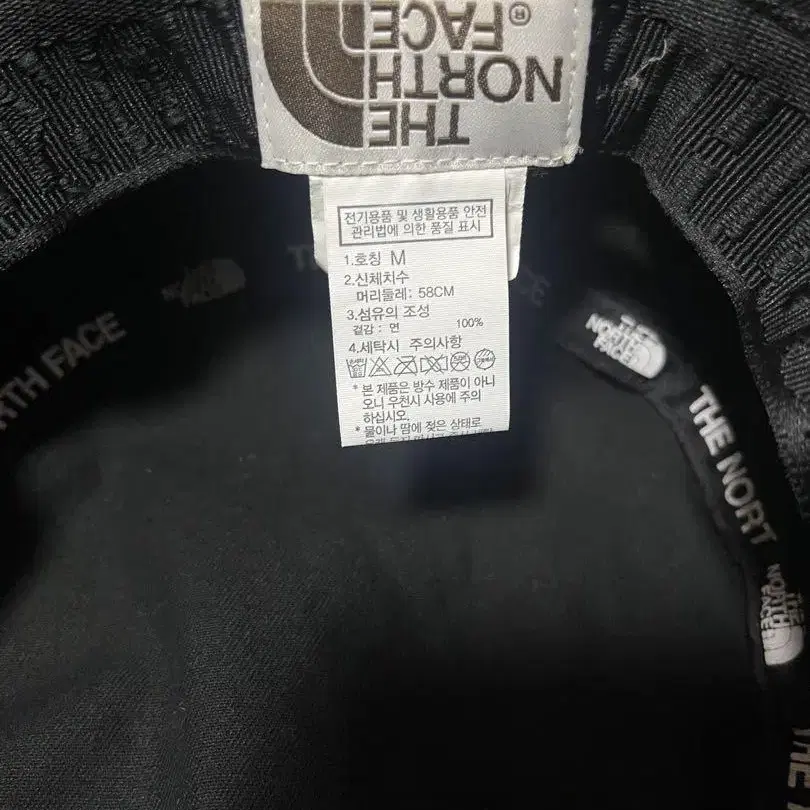 THE
NORTH
FACE
®
전기용품 및 생활용품 안전
관리법에 의한 품질 표시
1.호칭 M
2.신체치수
머리둘레: 58CM
3.섬유의 조성
겉감: 면 100%
4.세탁시 주의사항
* 본 제품은 방수 제품이 아니
오니 우천시 사용에 주의
하십시오.
* 물이나 땀에 젖은 상태로
NORTH FACE
THE
NORTH
FACE
THE NORT
THE
NORTH
FACE
THE